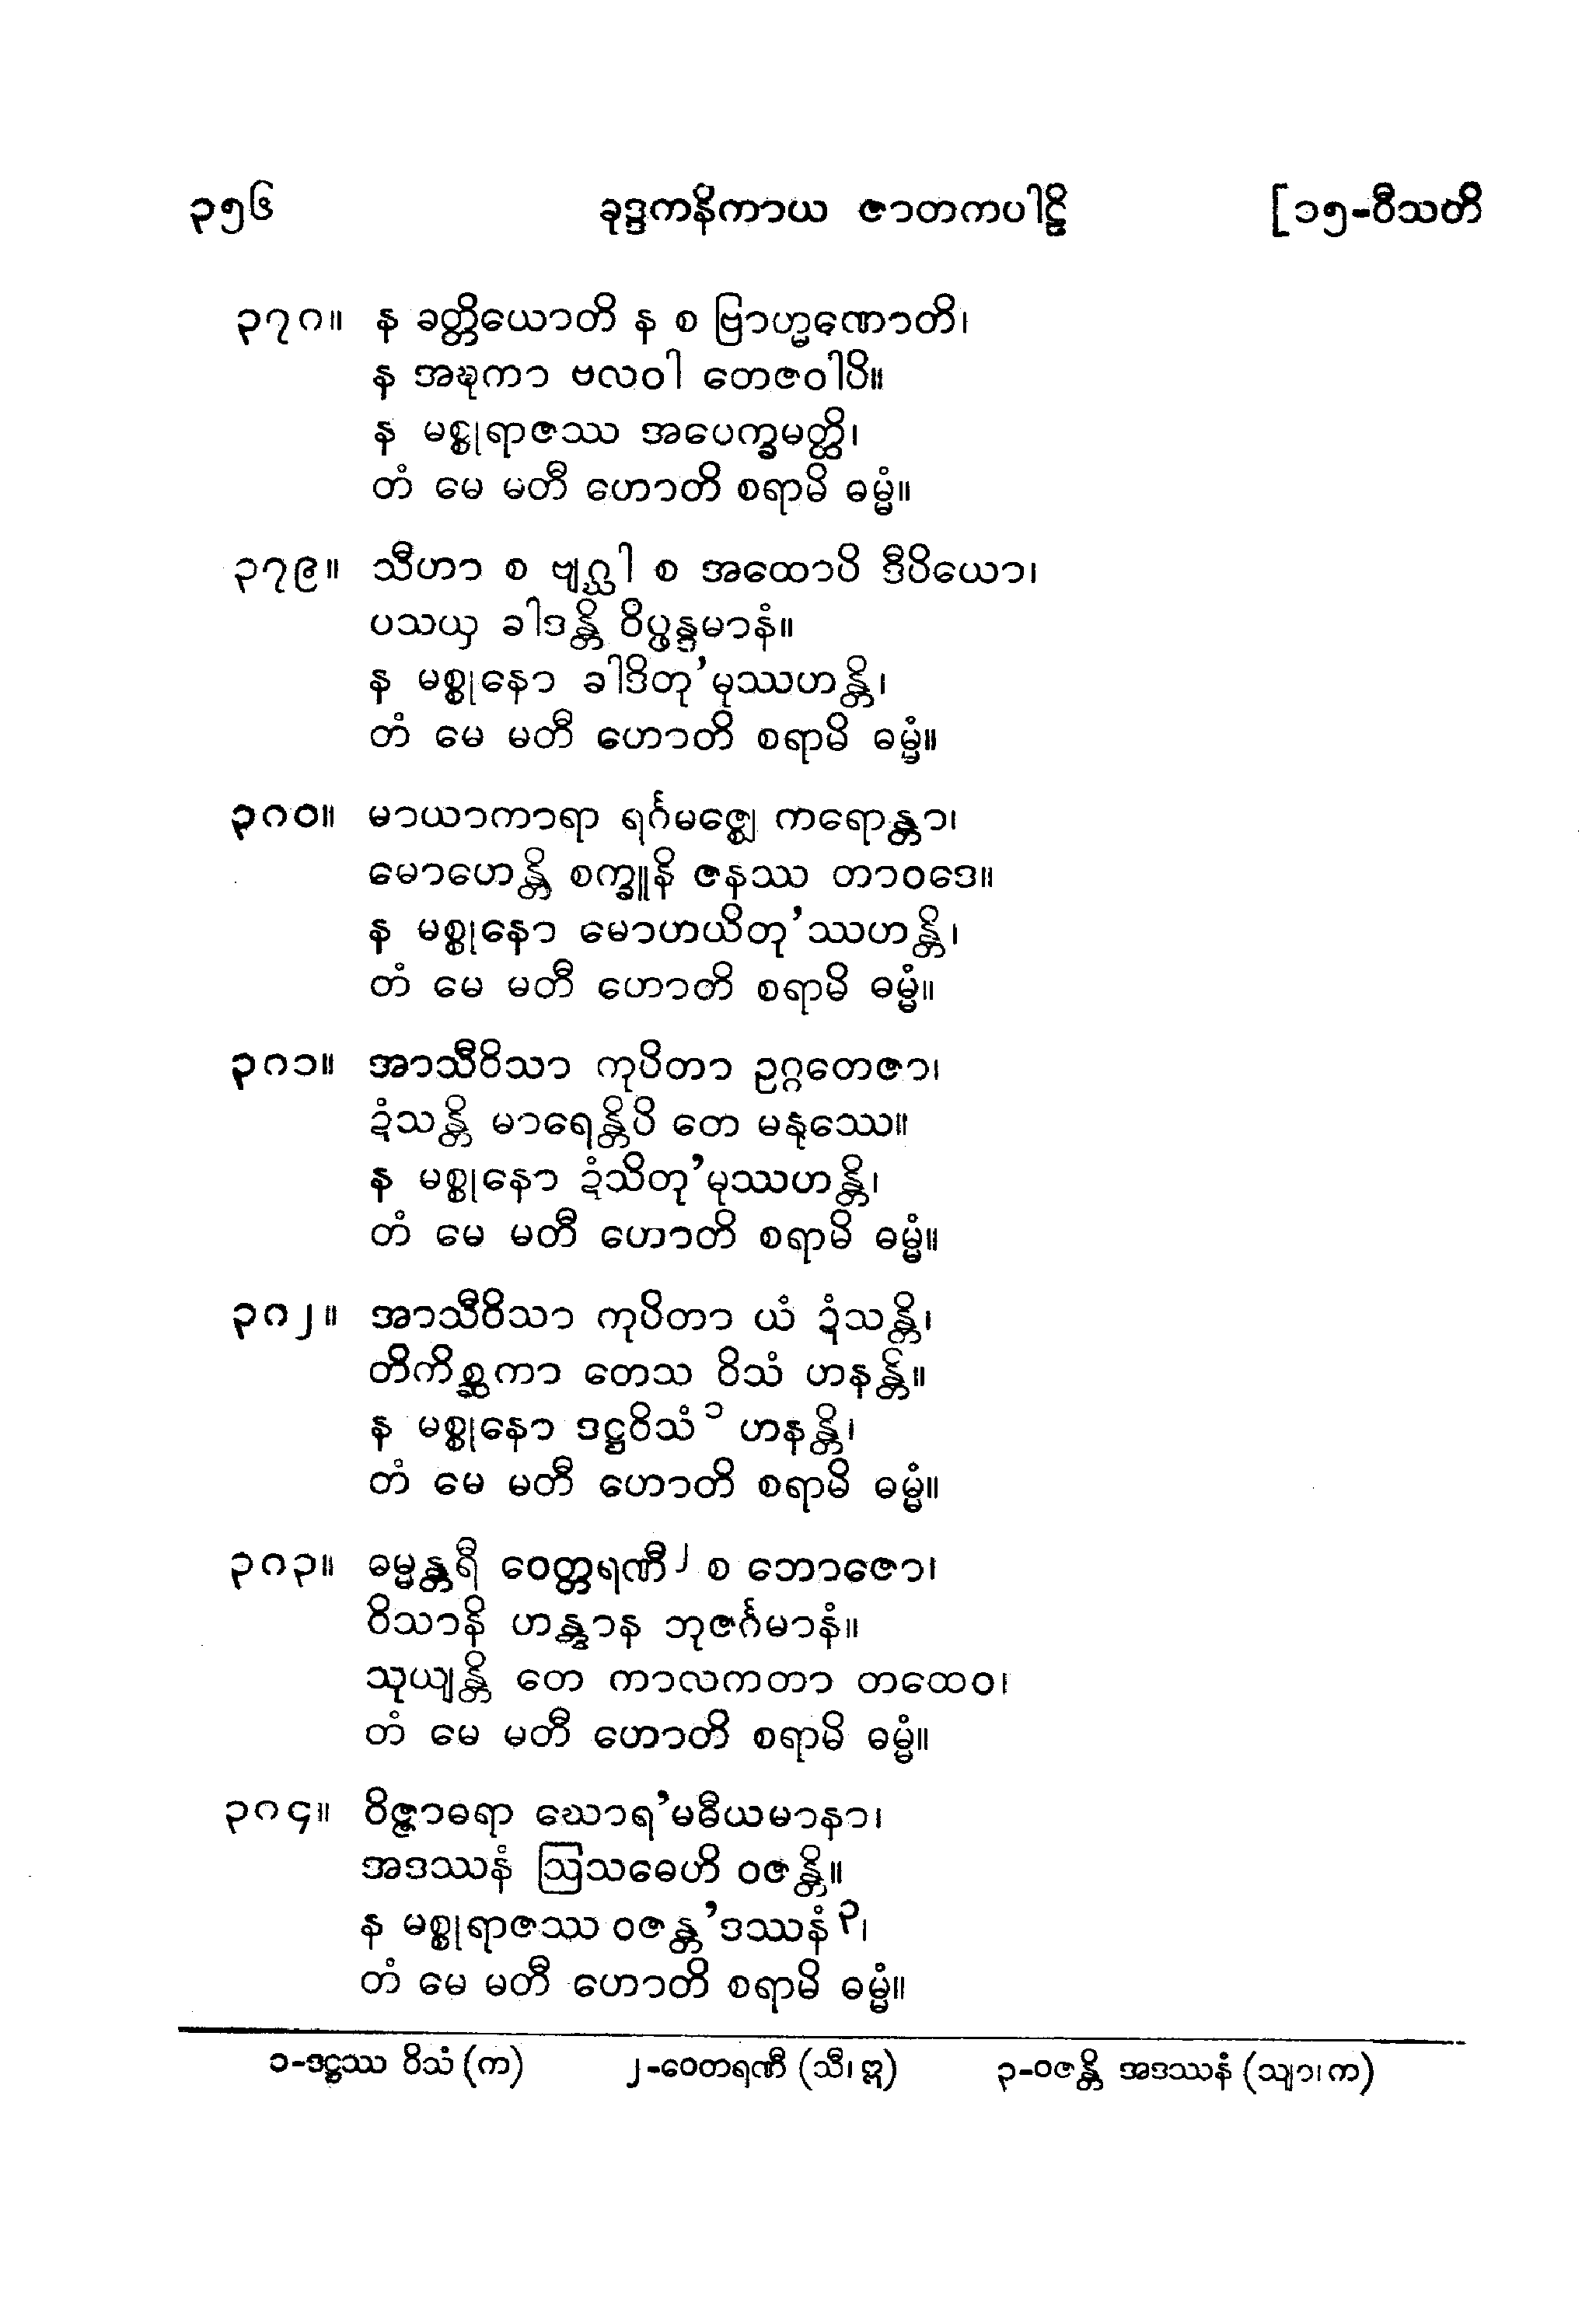 ၃၅၆ ခုဒ္ဒကနိကာယ ဇာတကပါဠိ [၁၅-ဝီသတိ
၃၇၈။ န ခတ္တိယောတိ န စ ဗြာဟ္မဏောတိ၊
န အဍ္ဎကာ ဗလဝါ တေဇဝါပိ။
န မစ္စုရာဇဿ အပေက္ခမတ္ထိ၊
တံ မေ မတီ ဟောတိ စရာမိ ဓမ္မံ။
၃၇၉။ သီဟာ စ ဗျဂ္ဃါ စ အထောပိ ဒီပိယော၊
ပသယှ ခါဒန္တိ ဝိပ္ဖန္ဒမာနံ။
န မစ္စုနော ခါဒိတု’မုဿဟန္တိ၊
တံ မေ မတီ ဟောတိ စရာမိ ဓမ္မံ။
၃၈၀။ မာယာကာရာ ရင်္ဂမဇ္ဈေ ကရောန္တာ၊
မောဟေန္တိ စက္ခူနိ ဇနဿ တာဝဒေ။
န မစ္စုနော မောဟယိတု’ဿဟန္တိ၊
တံ မေ မတီ ဟောတိ စရာမိ ဓမ္မံ။
၃၈၁။ အာသီဝိသာ ကုပိတာ ဥဂ္ဂတေဇာ၊
ဍံသန္တိ မာရေန္တိပိ တေ မနုဿေ။
န မစ္စုနော ဍံသိတု’မုဿဟန္တိ၊
တံ မေ မတီ ဟောတိ စရာမိ ဓမ္မံ။
၃၈၂။ အာသီဝိသာ ကုပိတာ ယံ ဍံသန္တိ၊
တိကိစ္ဆကာ တေသ ဝိသံ ဟနန္တိ။
န မစ္စုနော ဒဋ္ဌဝိသံ၁ ဟနန္တိ၊
တံ မေ မတီ ဟောတိ စရာမိ ဓမ္မံ။
၃၈၃။ ဓမ္မန္တရီ ဝေတ္တရဏီ၂ စ ဘောဇော၊
ဝိသာနိ ဟန္တွာန ဘုဇင်္ဂမာနံ။
သုယျန္တိ တေ ကာလကတာ တထေဝ၊
တံ မေ မတီ ဟောတိ စရာမိ ဓမ္မံ။
၃၈၄။ ဝိဇ္ဇာဓရာ ဃောရ’မဓီယမာနာ၊
အဒဿနံ ဩသဓေဟိ ဝဇန္တိ။
န မစ္စုရာဇဿ ဝဇန္တ’ဒဿနံ၃၊
တံ မေ မတီ ဟောတိ စရာမိ ဓမ္မံ။
၁-ဒဋ္ဌဿ ဝိသံ (က) ၂-ဝေတရဏီ (သီ၊ ဣ) ၃-ဝဇန္တိ အဒဿနံ (သျာ၊ က)